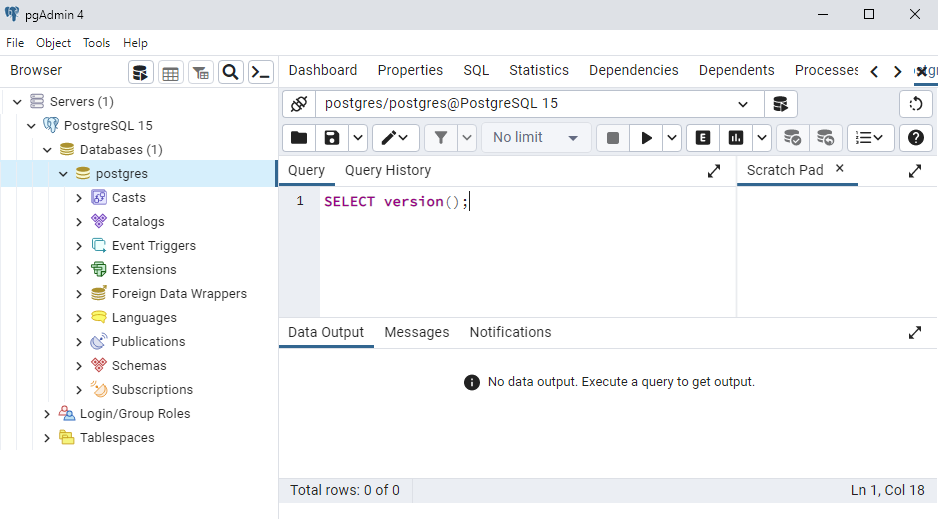 pgAdmin 4
File Object Tools Help
Browser
Dashboard Properties SQL Statistics Dependencies Dependents Processes
Servers (1)
PostgreSQL 15
Databases (1)
postgres
Casts
Catalogs
Event Triggers
Extensions
Foreign Data Wrappers
Languages
Publications
Schemas
Subscriptions
Login/Group Roles
Tablespaces
postgres/postgres@PostgreSQL 15
No limit
E
Query Query History
Scratch Pad
1 SELECT version();
Data Output Messages Notifications
No data output. Execute a query to get output.
Total rows: 0 of 0
Ln 1, Col 18